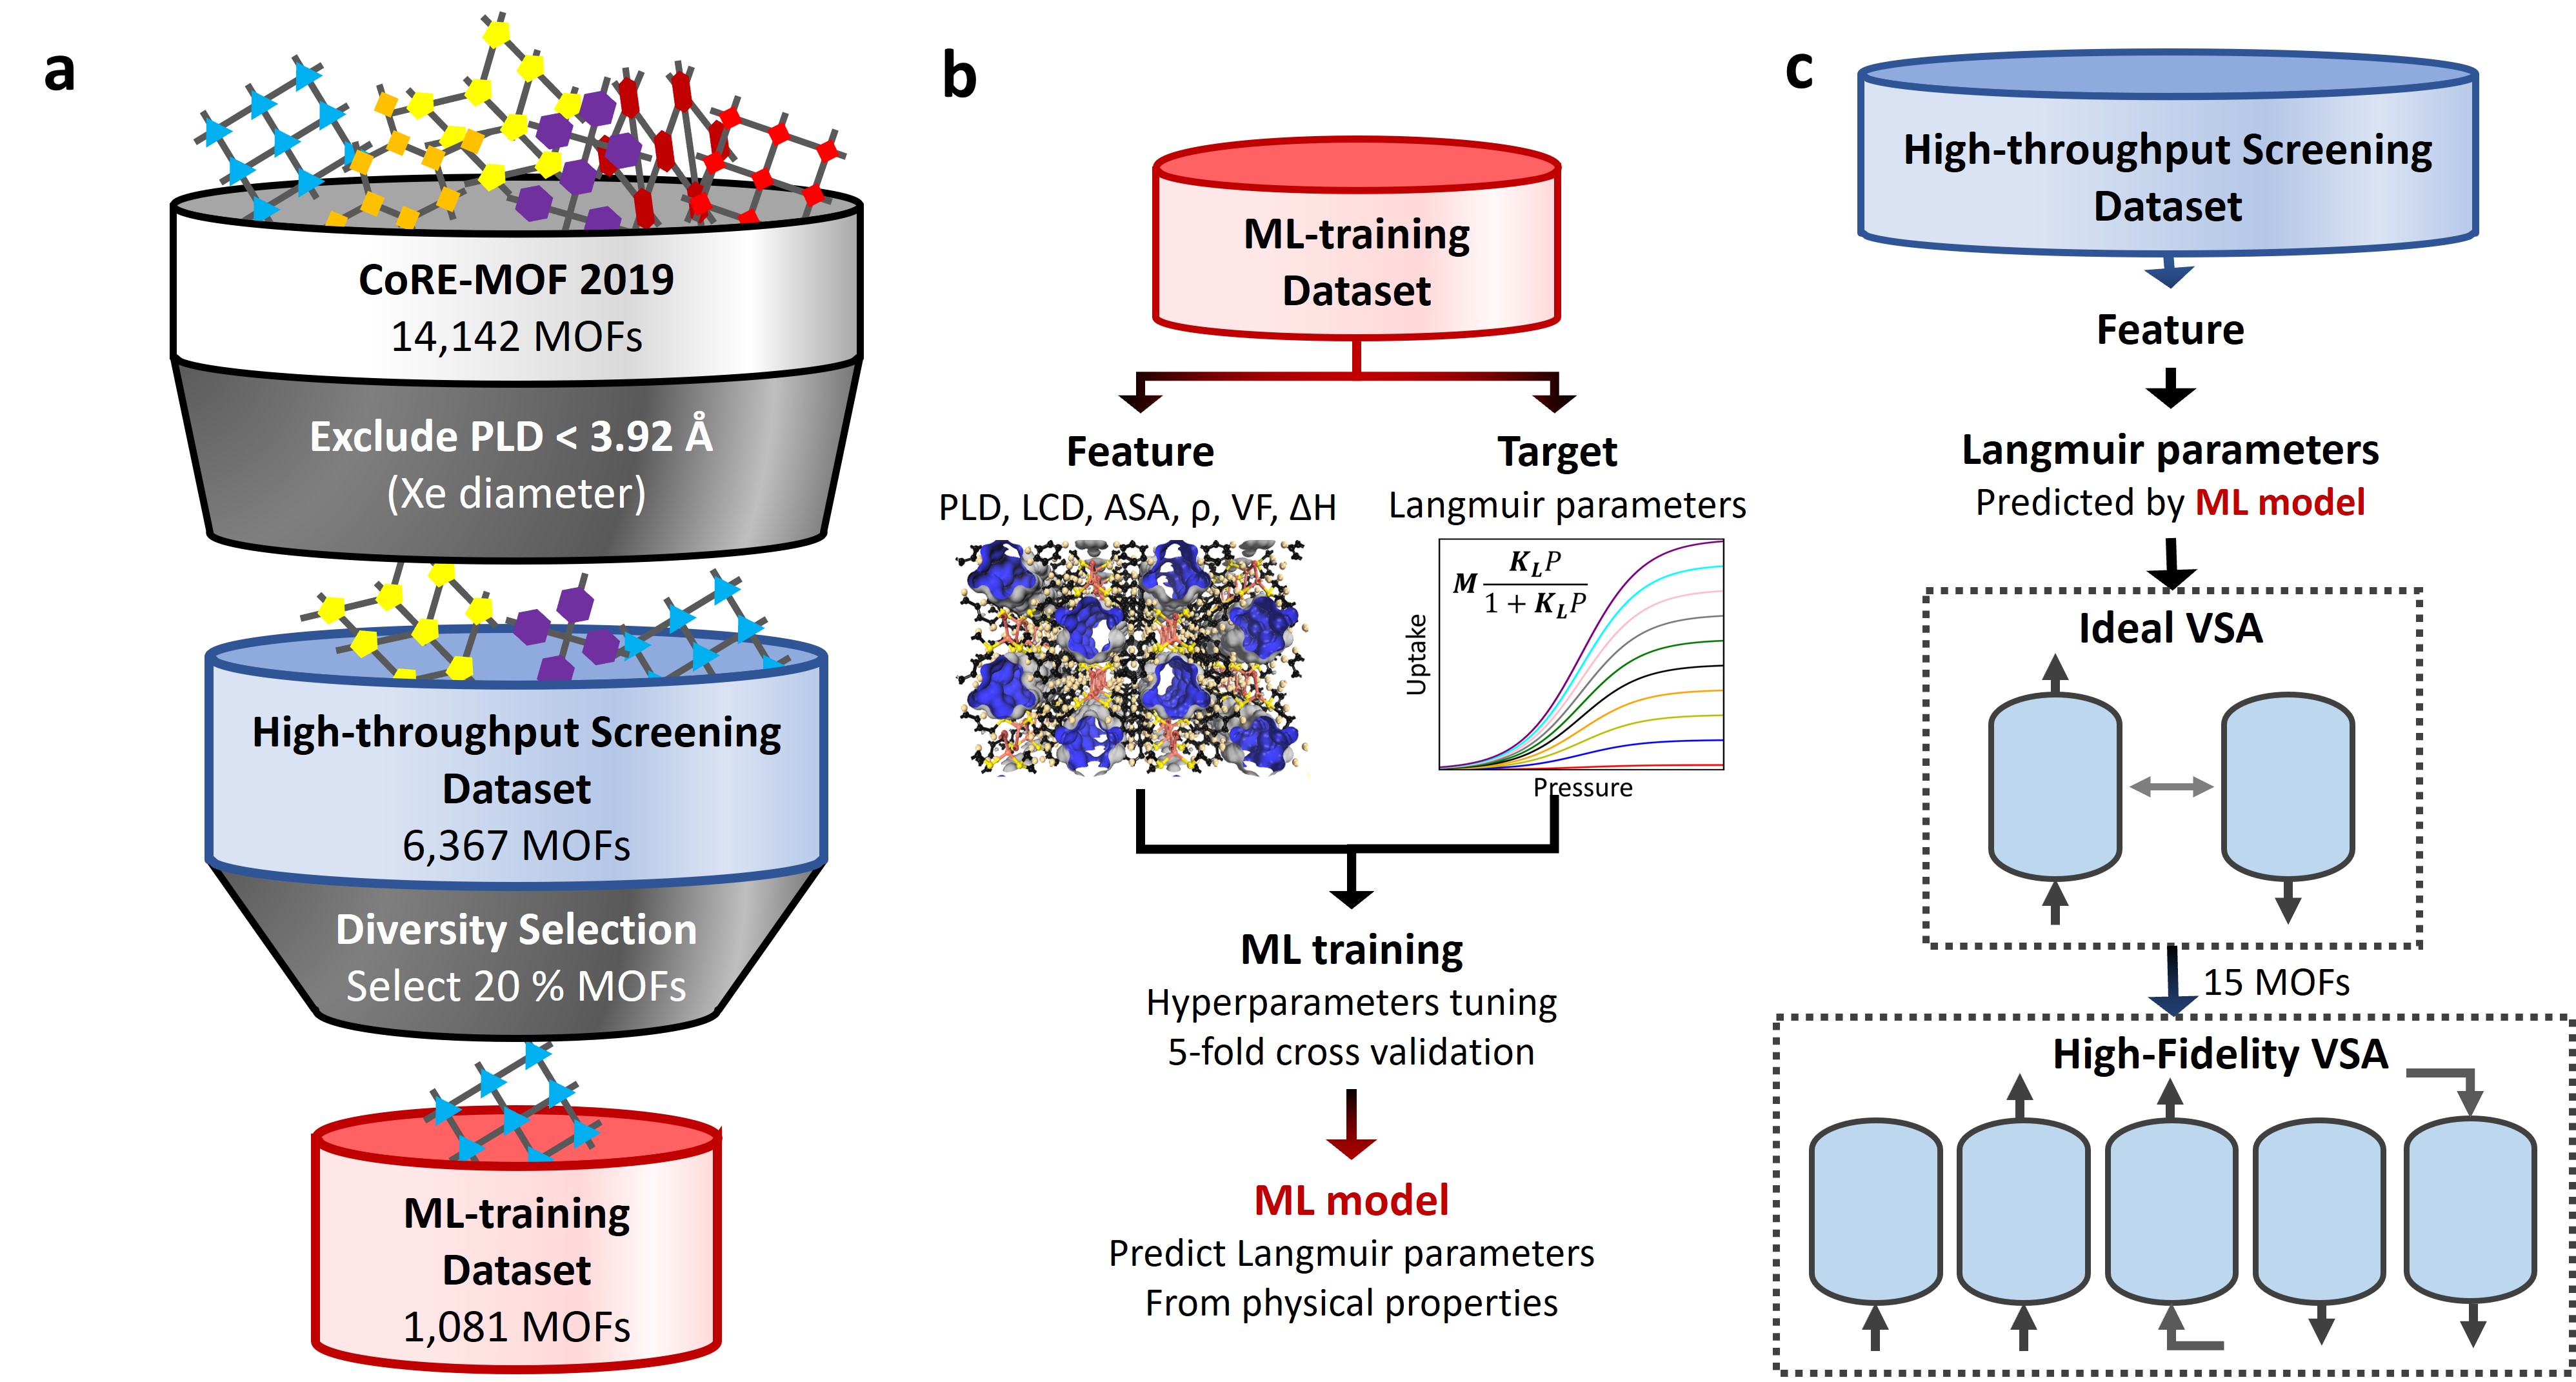 a
CoRE-MOF 2019
14,142 MOFs
Exclude PLD < 3.92 Å
(Xe diameter)
High-throughput Screening
Dataset
6,367 MOFs
Diversity Selection
Select 20 % MOFs
ML-training
Dataset
1,081 MOFs
b
ML-training
Dataset
Feature
PLD, LCD, ASA, ρ, VF, ΔH
Target
Langmuir parameters
M K_L P / 1 + K_L P
Uptake
Pressure
ML training
Hyperparameters tuning
5-fold cross validation
ML model
Predict Langmuir parameters
From physical properties
c
High-throughput Screening
Dataset
Feature
Langmuir parameters
Predicted by ML model
Ideal VSA
15 MOFs
High-Fidelity VSA